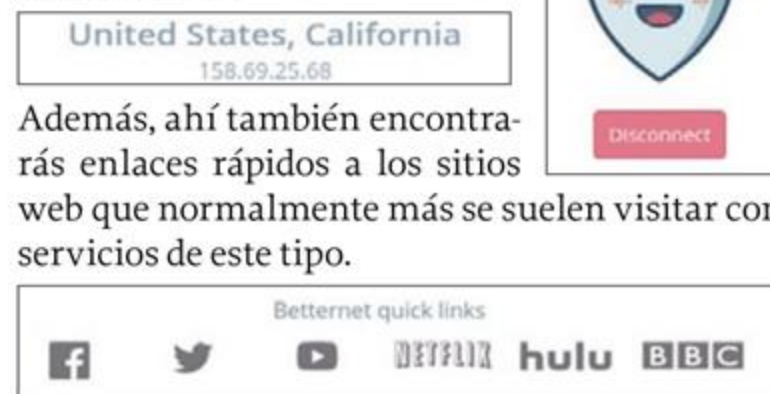 United States, California
158.69.25.68
Disconnect
Además, ahí también encontra-
rás enlaces rápidos a los sitios
web que normalmente más se suelen visitar con
servicios de este tipo.
Betternet quick links
NETFLIX hulu BBC